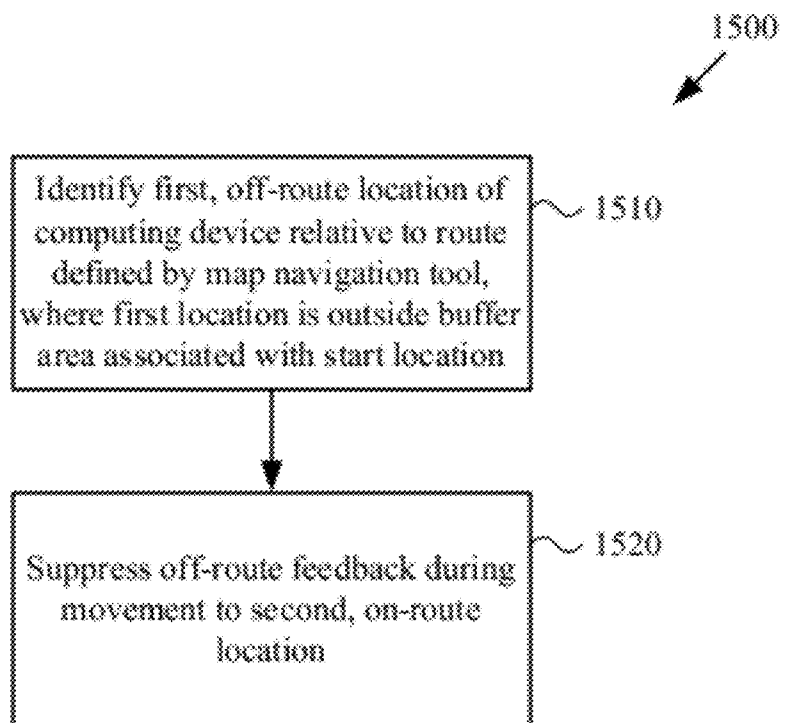 1500
Identify first, off-route location of
computing device relative to route
defined by map navigation tool,
where first location is outside buffer
area associated with start location
1510
Suppress off-route feedback during
movement to second, on-route
location
1520